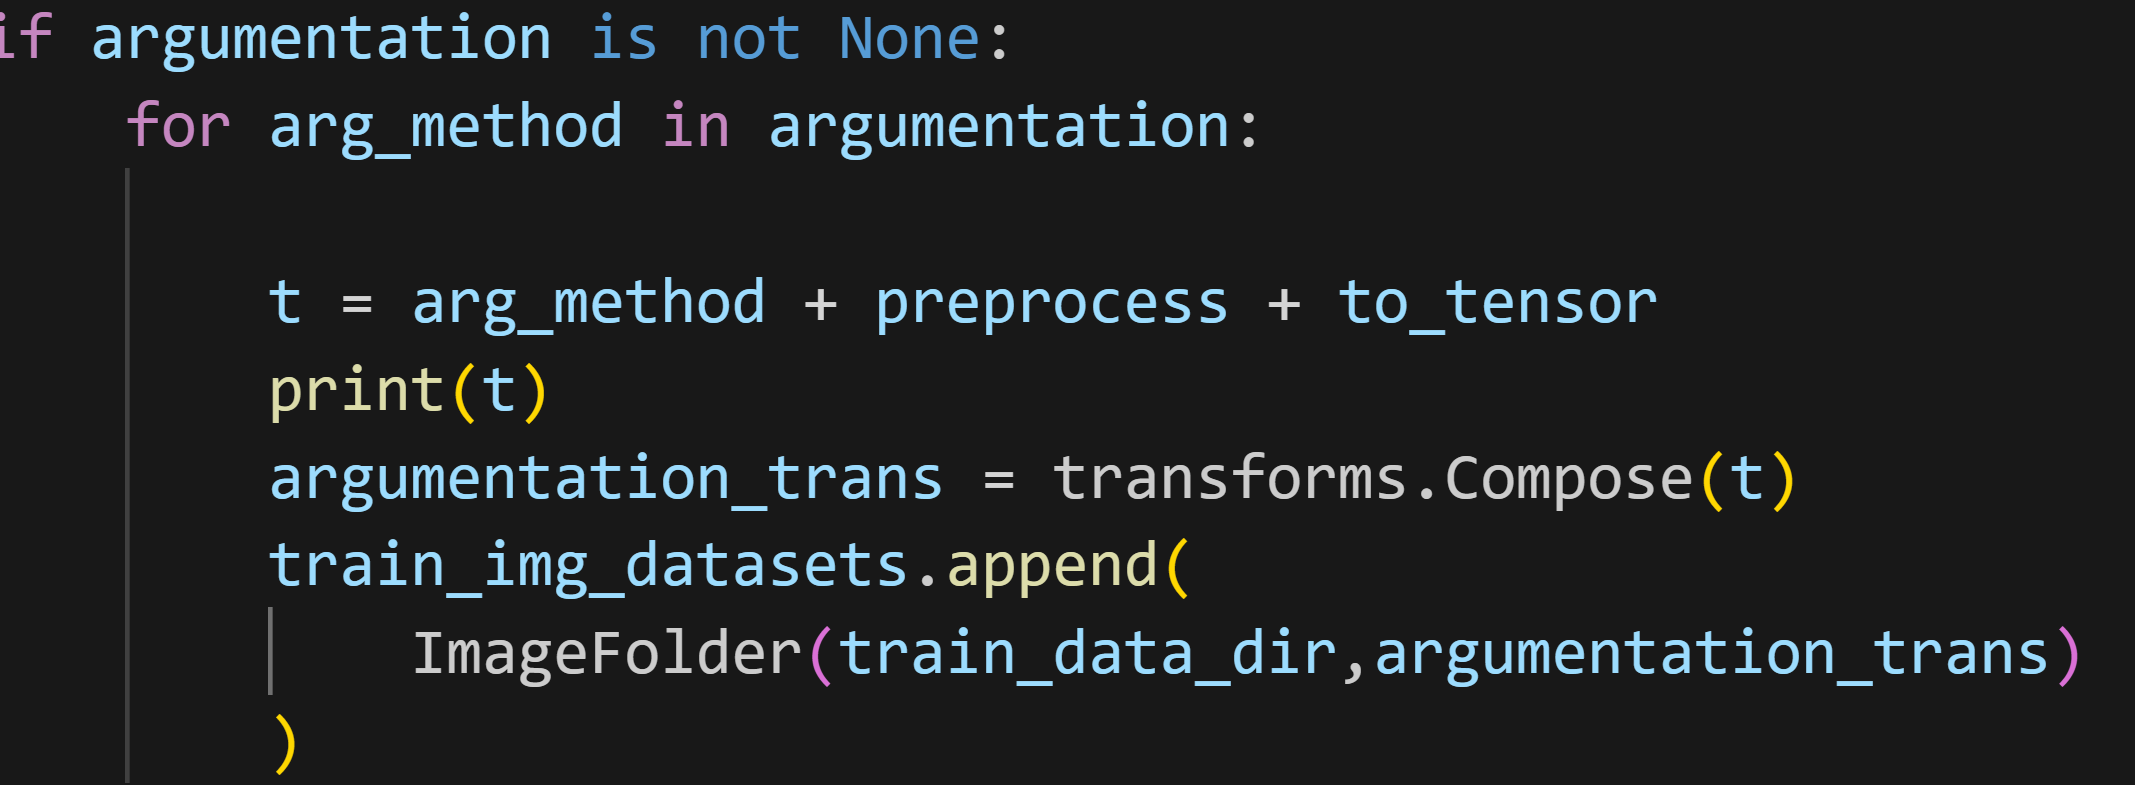 if argumentation is not None:
for arg_method in argumentation:
t = arg_method + preprocess + to_tensor
print(t)
argumentation_trans = transforms.Compose(t)
train_img_datasets.append(
ImageFolder(train_data_dir,argumentation_trans)
)